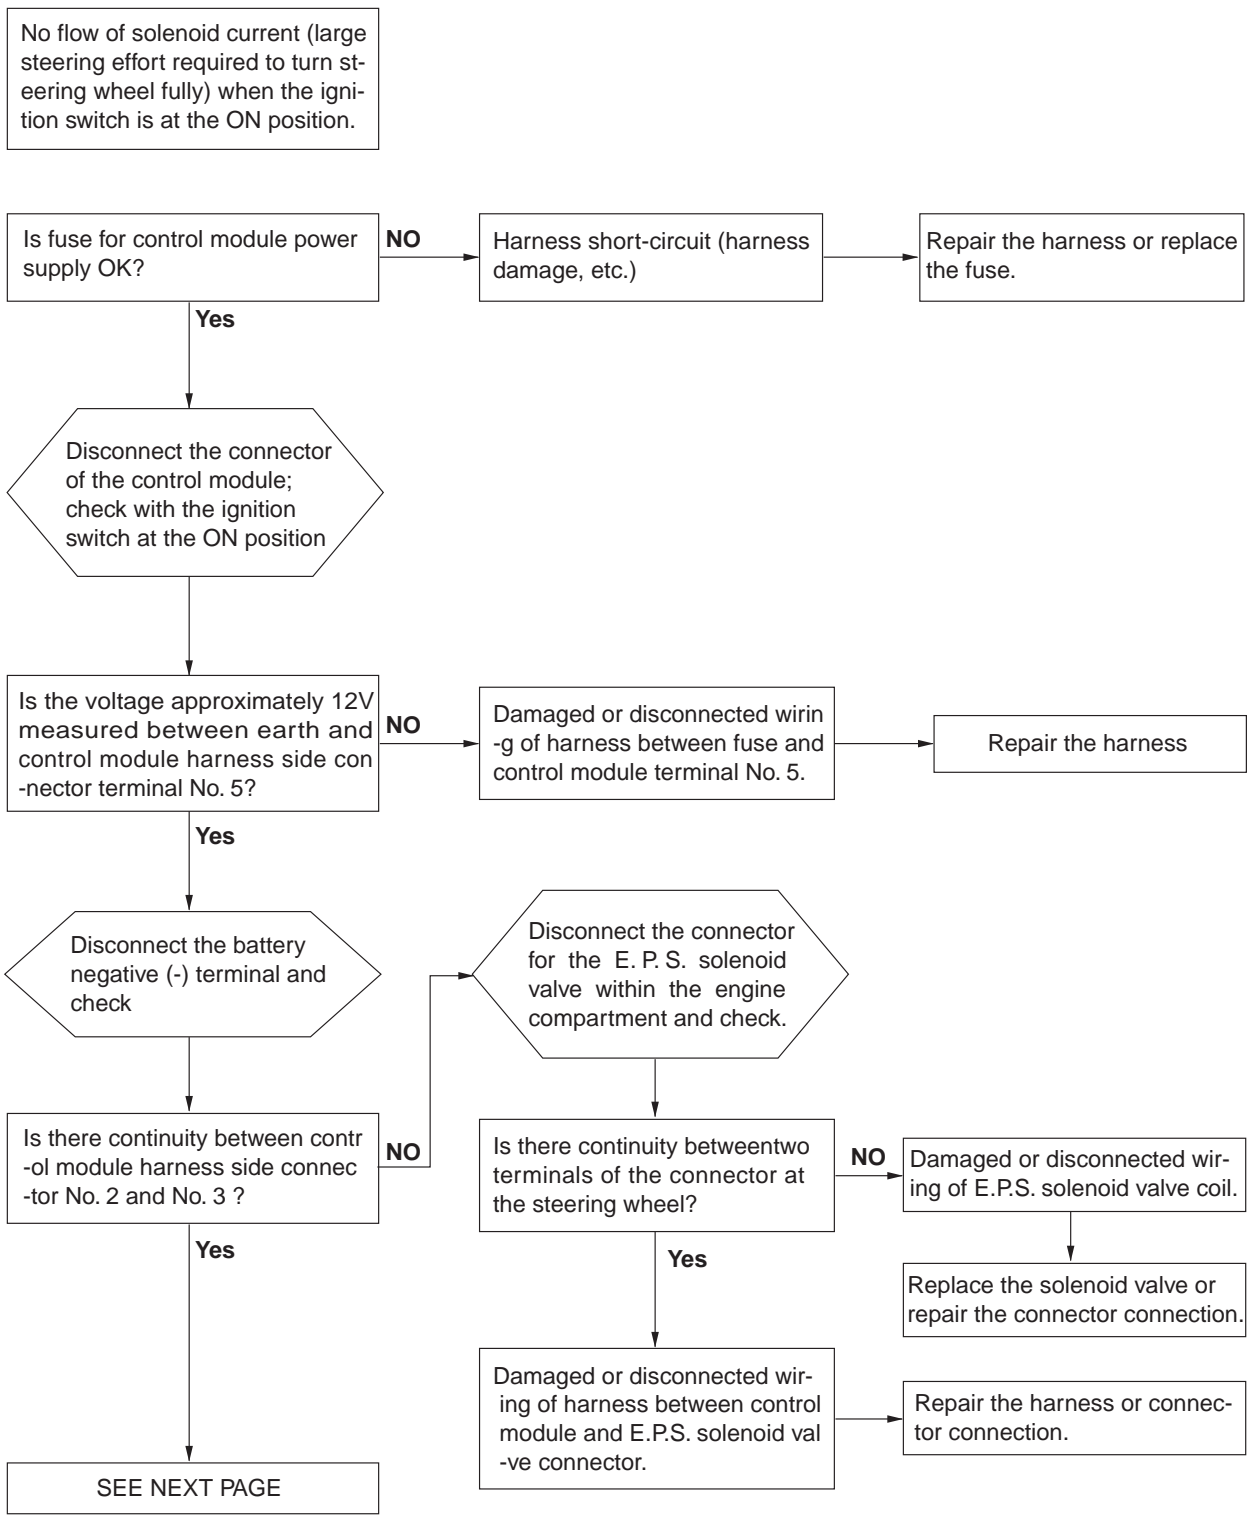 No flow of solenoid current (large
steering effort required to turn st-
eering wheel fully) when the igni-
tion switch is at the ON position.
Is fuse for control module power
supply OK?
NO
Harness short-circuit (harness
damage, etc.)
Repair the harness or replace
the fuse.
Yes
Disconnect the connector
of the control module;
check with the ignition
switch at the ON position
Is the voltage approximately 12V
measured between earth and
control module harness side con
-nector terminal No. 5?
NO
Damaged or disconnected wirin
-g of harness between fuse and
control module terminal No. 5.
Repair the harness
Yes
Disconnect the battery
negative (-) terminal and
check
Disconnect the connector
for the E. P. S. solenoid
valve within the engine
compartment and check.
Is there continuity between contr
-ol module harness side connec
-tor No. 2 and No. 3 ?
NO
Is there continuity betweentwo
terminals of the connector at
the steering wheel?
NO
Damaged or disconnected wir-
ing of E.P.S. solenoid valve coil.
Yes
Yes
Replace the solenoid valve or
repair the connector connection.
Damaged or disconnected wir-
ing of harness between control
module and E.P.S. solenoid val
-ve connector.
Repair the harness or connec-
tor connection.
SEE NEXT PAGE